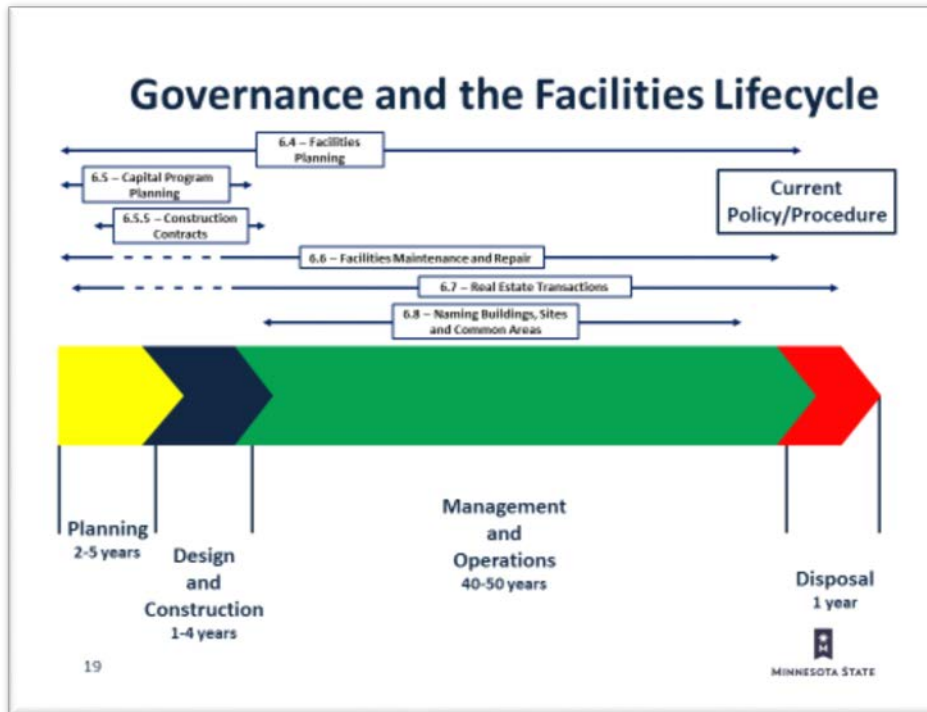 Governance and the Facilities Lifecycle
6.4 – Facilities
Planning
6.5 – Capital Program
Planning
Current
Policy/Procedure
6.5.5 – Construction
Contracts
6.6 – Facilities Maintenance and Repair
6.7 – Real Estate Transactions
6.8 – Naming Buildings, Sites
and Common Areas
Planning
2-5 years
Design
and
Construction
1-4 years
Management
and
Operations
40-50 years
Disposal
1 year
19
M
MINNESOTA STATE